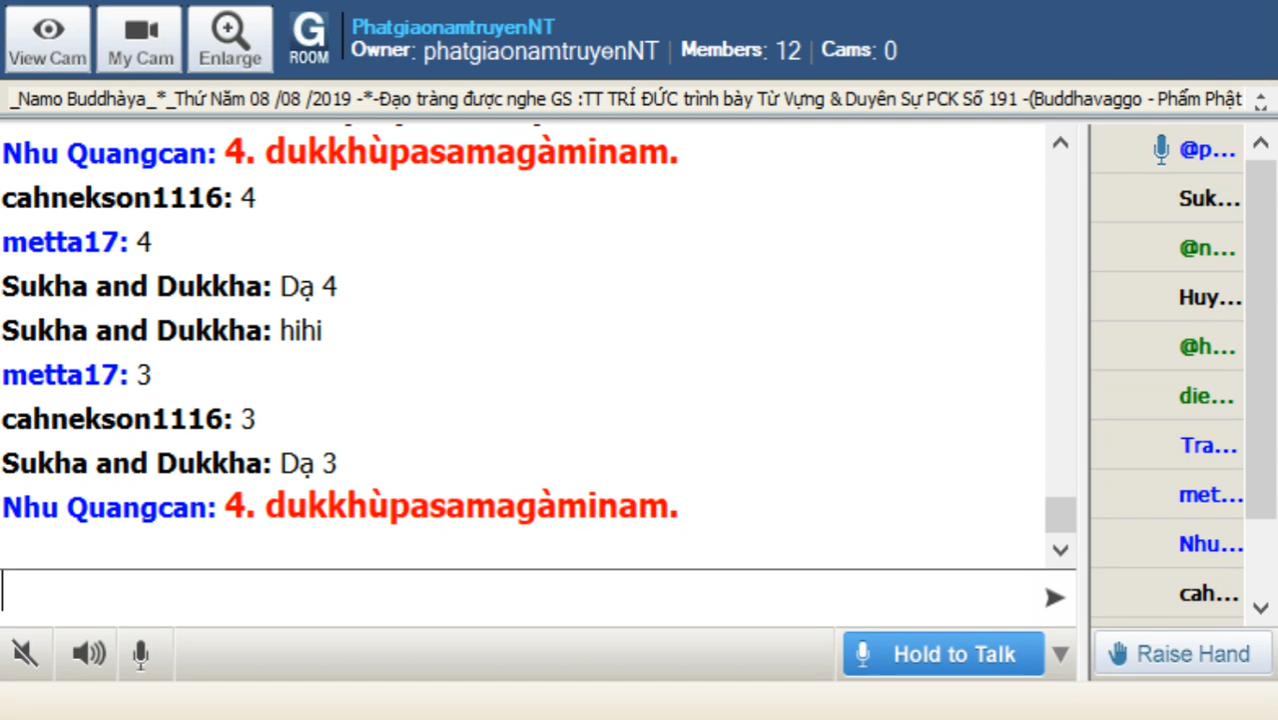 View Cam
My Cam
Enlarge
G
ROOM
PhatgiaonamtruyenNT
Owner: phatgiaonamtruyenNT | Members: 12 | Cams: 0
_Namo Buddhàya_*_Thứ Năm 08 /08 /2019 -*-Đạo tràng được nghe GS :TT TRÍ ĐỨC trình bày Từ Vựng & Duyên Sự PCK Số 191 -(Buddhavaggo - Phẩm Phật
Nhu Quangcan: 4. dukkhùpasamagàminam.
cahnekson1116: 4
metta17: 4
Sukha and Dukkha: Dạ 4
Sukha and Dukkha: hihi
metta17: 3
cahnekson1116: 3
Sukha and Dukkha: Dạ 3
Nhu Quangcan: 4. dukkhùpasamagàminam.
@p...
Suk...
@n...
Huy...
@h...
die...
Tra...
met...
Nhu...
cah...
Hold to Talk
Raise Hand